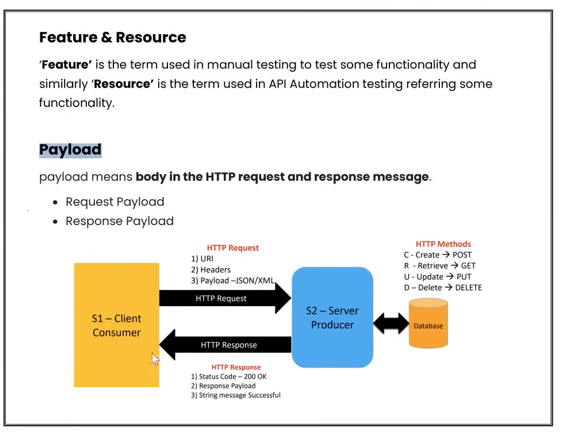 Feature & Resource
‘Feature’ is the term used in manual testing to test some functionality and
similarly ‘Resource’ is the term used in API Automation testing referring some
functionality.
Payload
payload means body in the HTTP request and response message.
• Request Payload
• Response Payload
HTTP Request
1) URI
2) Headers
3) Payload –JSON/XML
HTTP Methods
C - Create → POST
R - Retrieve → GET
U - Update → PUT
D – Delete → DELETE
S1 – Client
Consumer
HTTP Request
HTTP Response
S2 – Server
Producer
Database
HTTP Response
1) Status Code – 200 OK
2) Response Payload
3) String message Successful